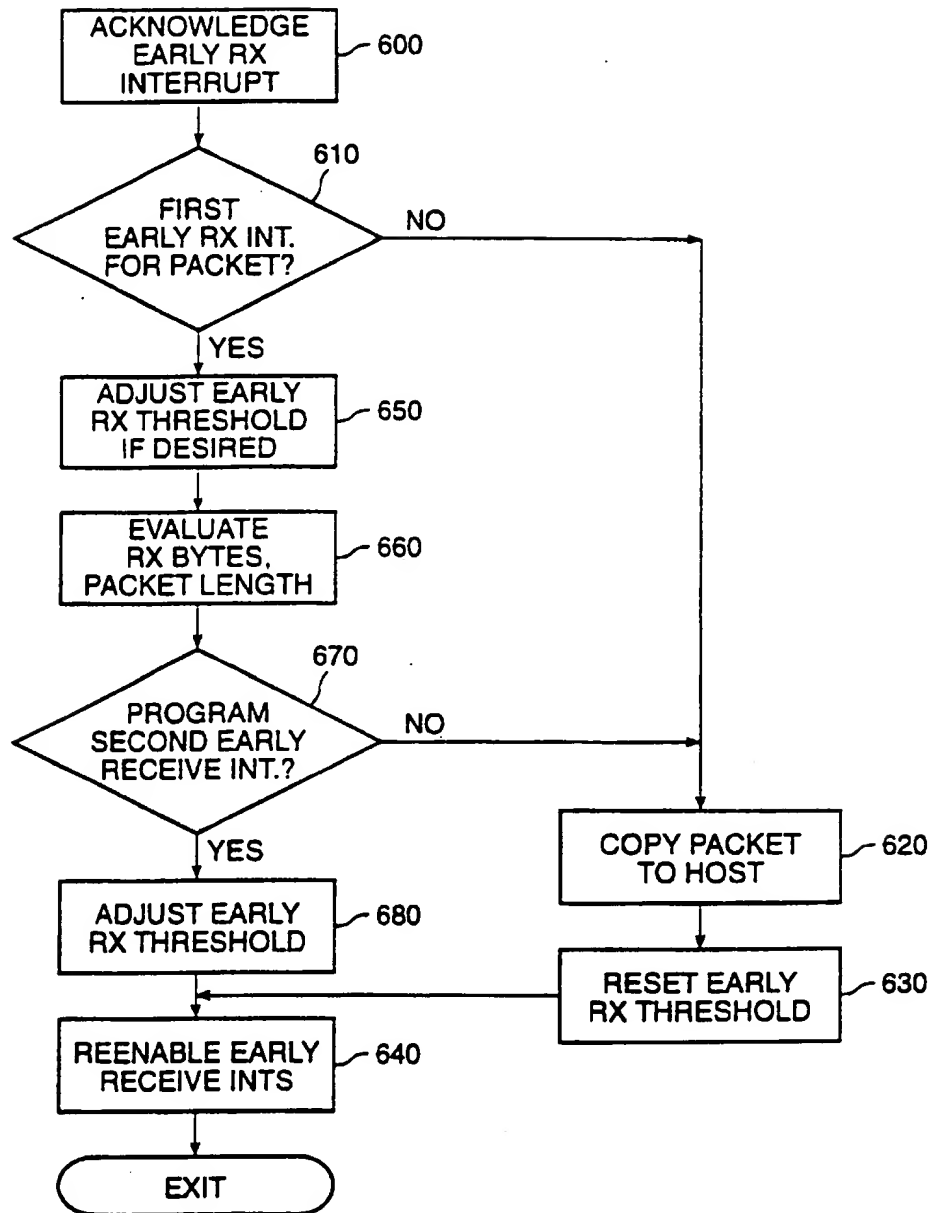 ACKNOWLEDGE
EARLY RX
INTERRUPT
600
610
FIRST
EARLY RX INT.
FOR PACKET?
NO
YES
ADJUST EARLY
RX THRESHOLD
IF DESIRED
650
EVALUATE
RX BYTES,
PACKET LENGTH
660
670
PROGRAM
SECOND EARLY
RECEIVE INT.?
NO
YES
COPY PACKET
TO HOST
620
ADJUST EARLY
RX THRESHOLD
680
RESET EARLY
RX THRESHOLD
630
REENABLE EARLY
RECEIVE INTS
640
EXIT